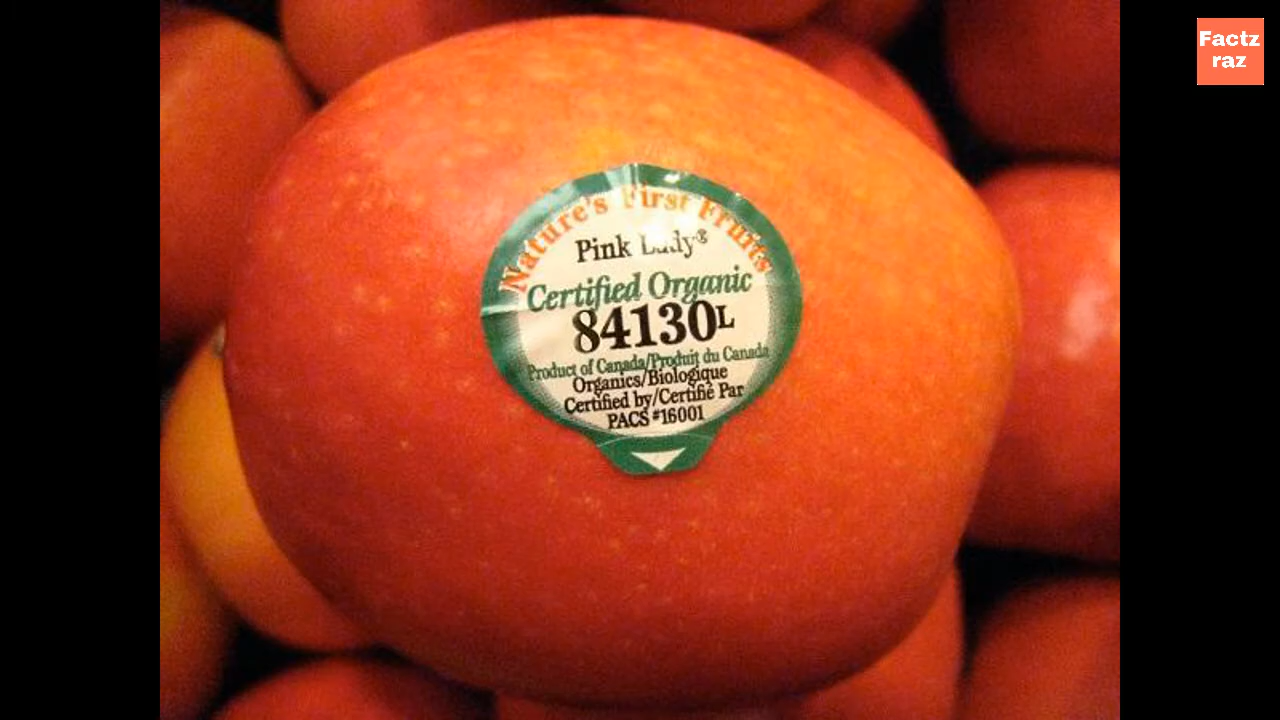 Factz
raz
Nature's First Fruits
Pink Lady®
Certified Organic
84130L
Product of Canada/Produit du Canada
Organics/Biologique
Certified by/Certifié Par
PACS #16001